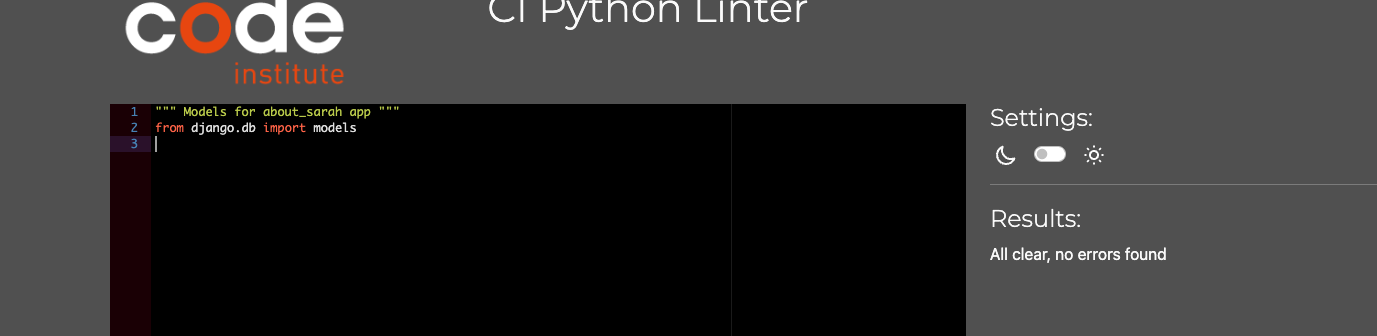 CI Python Linter
code
institute
1 """ Models for about_sarah app """
2 from django.db import models
3
Settings:
Results:
All clear, no errors found